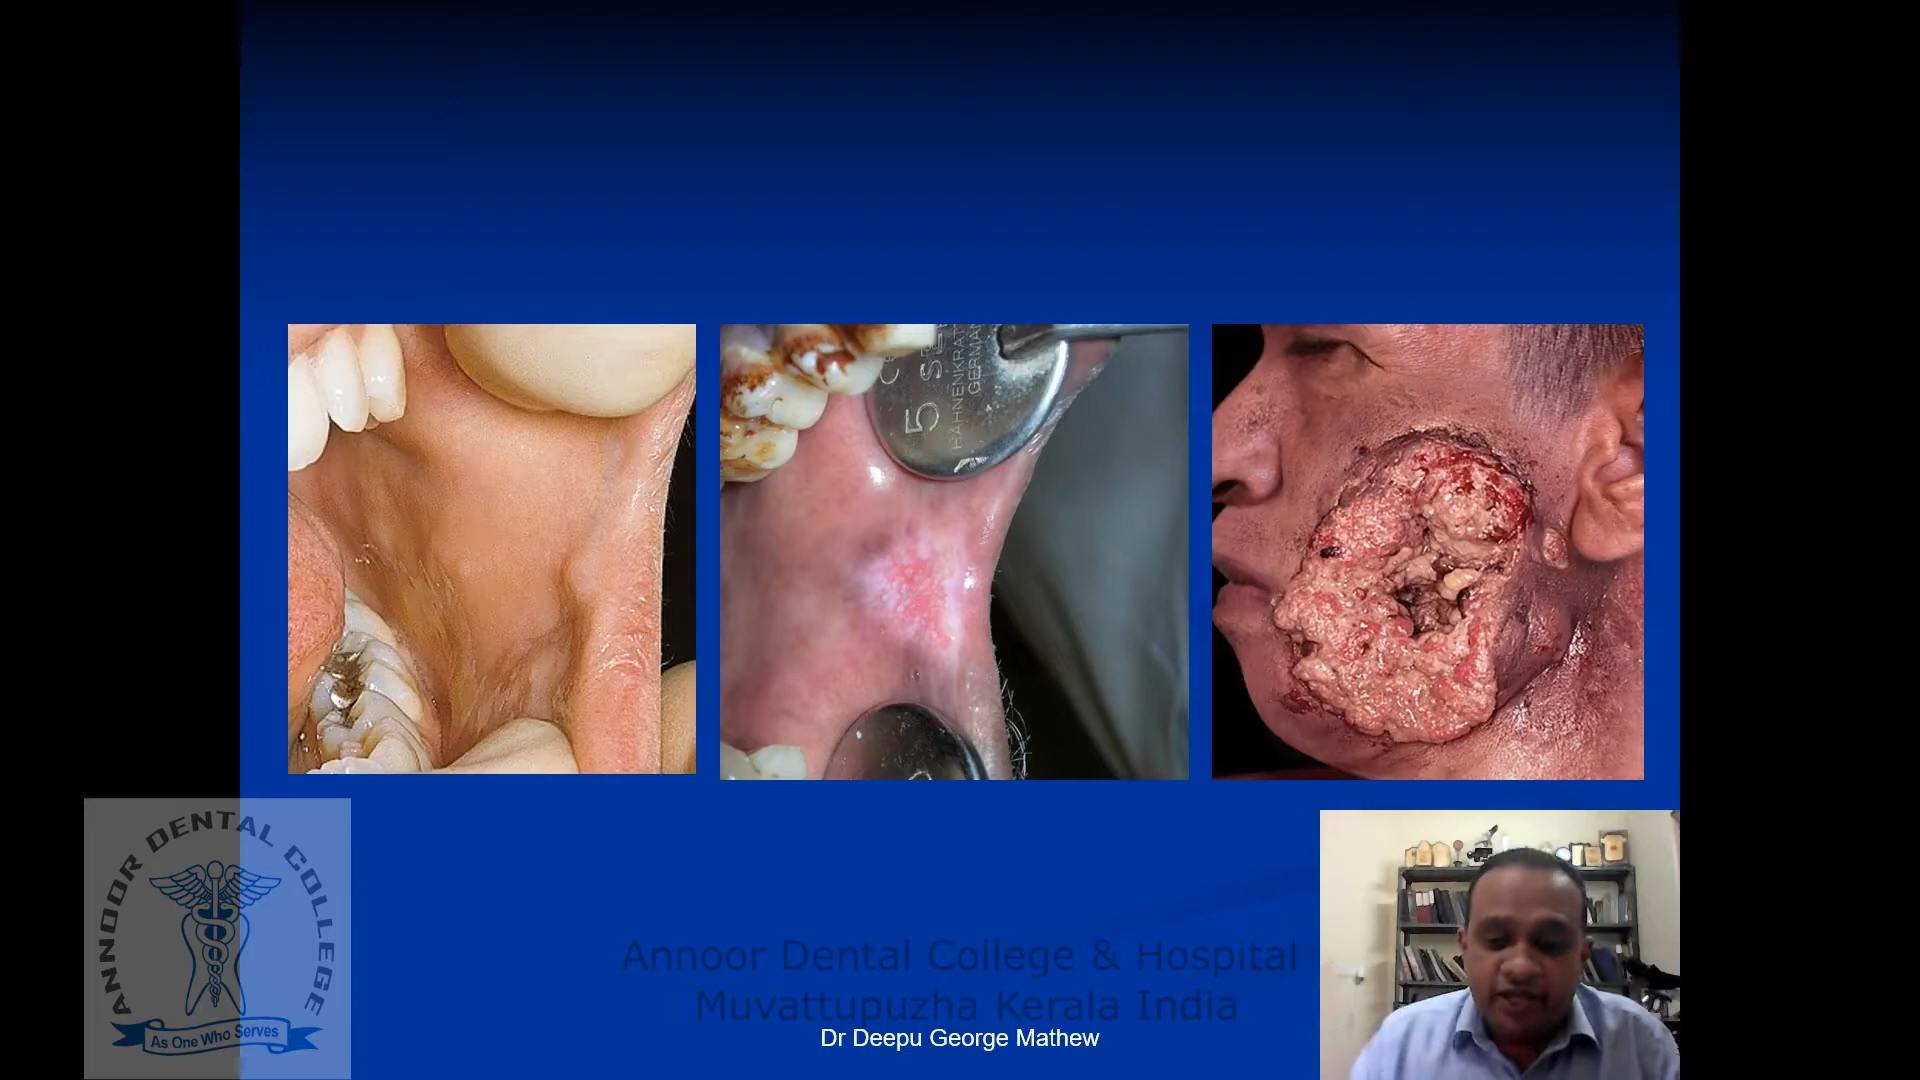 5
HAHNENKRATT
GERMANY
ANNOOR DENTAL COLLEGE
As One Who Serves
Annoor Dental College & Hospital
Muvattupuzha Kerala India
Dr Deepu George Mathew